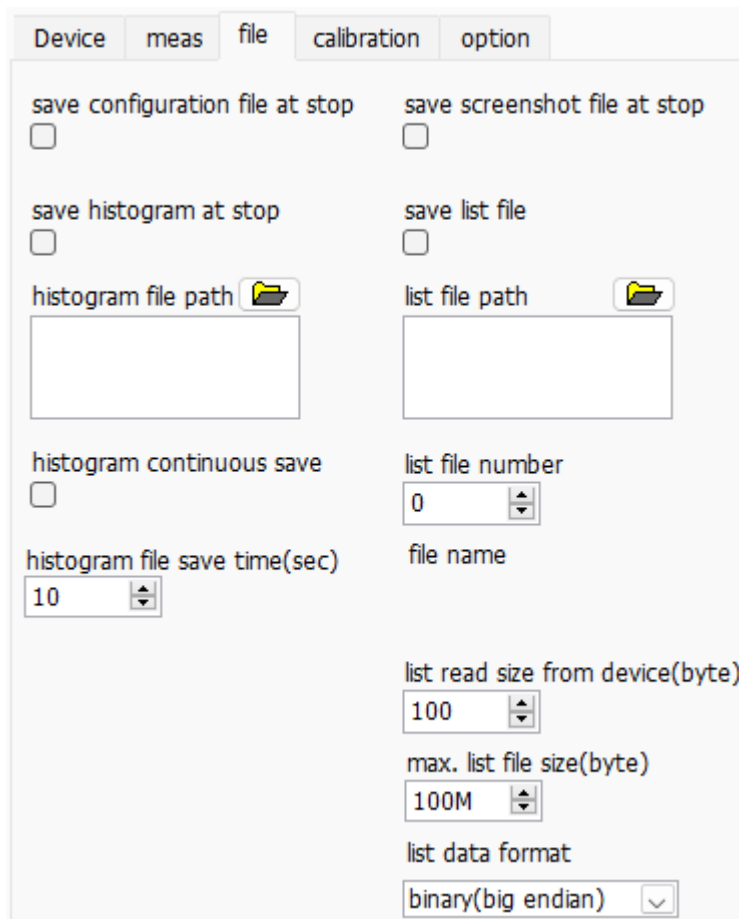 Device meas file calibration option
save configuration file at stop
save screenshot file at stop
save histogram at stop
save list file
histogram file path
list file path
histogram continuous save
list file number
0
histogram file save time(sec)
10
file name
list read size from device(byte)
100
max. list file size(byte)
100M
list data format
binary(big endian)